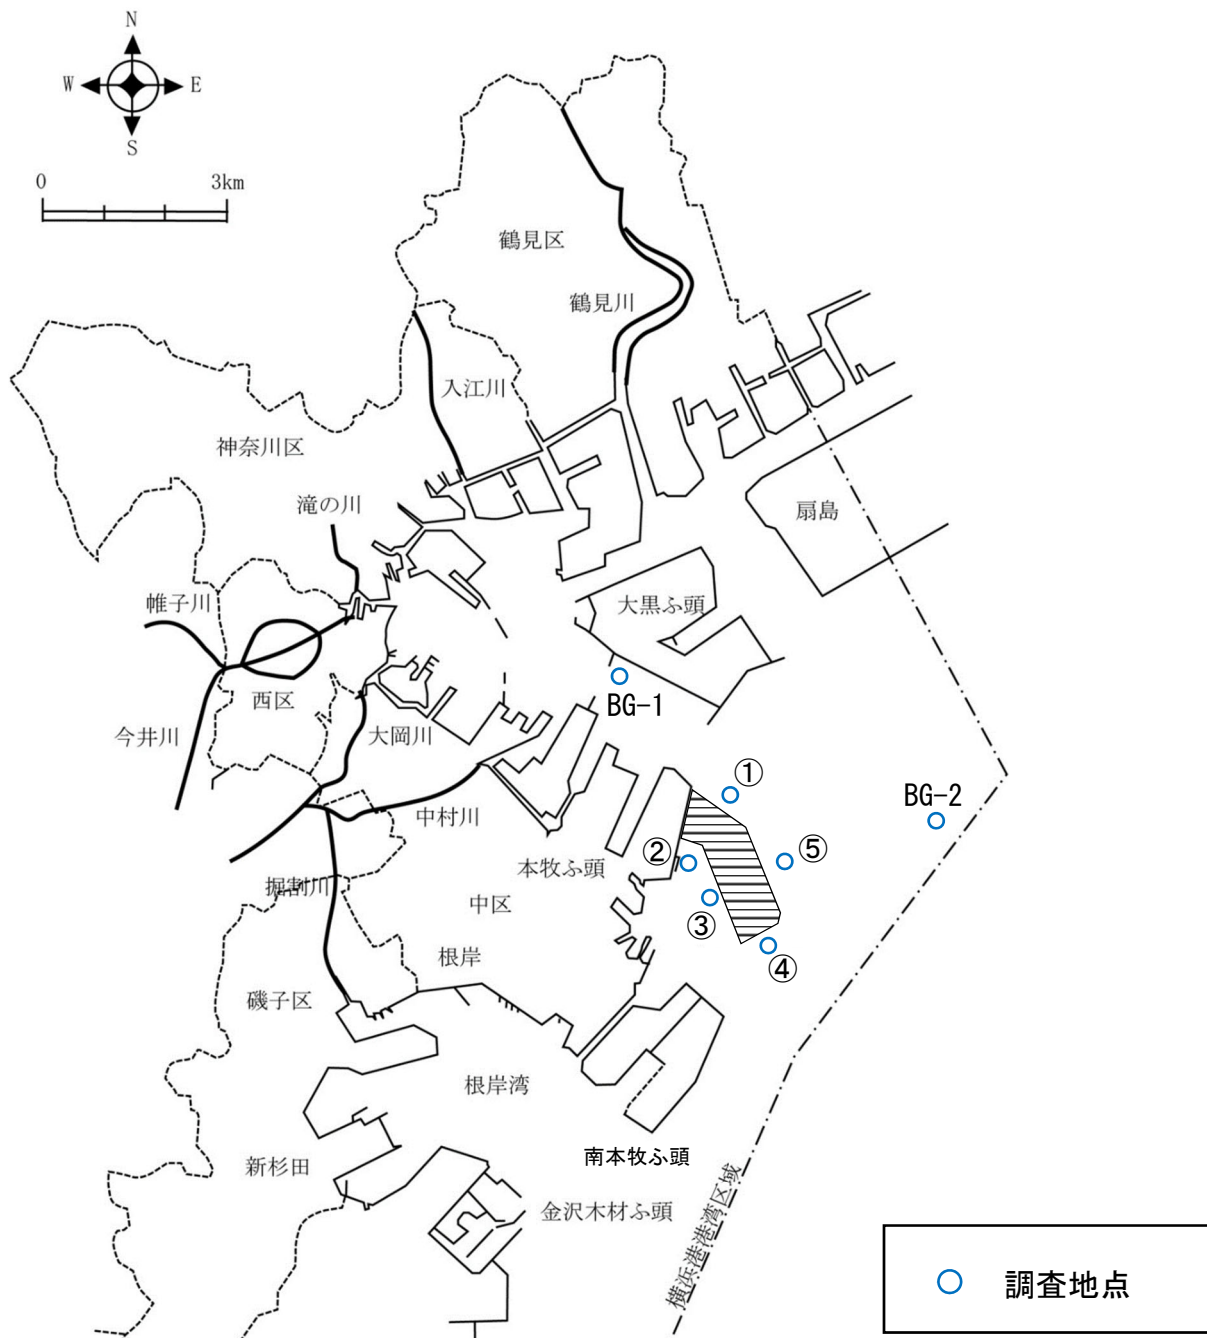 N
W
E
S
0
3km
鶴見区
鶴見川
入江川
神奈川区
滝の川
扇島
帷子川
大黒ふ頭
西区
BG-1
今井川
大岡川
①
BG-2
中村川
②
本牧ふ頭
⑤
掘割川
中区
③
根岸
④
磯子区
根岸湾
南本牧ふ頭
新杉田
金沢木材ふ頭
横浜港港湾区域
調査地点